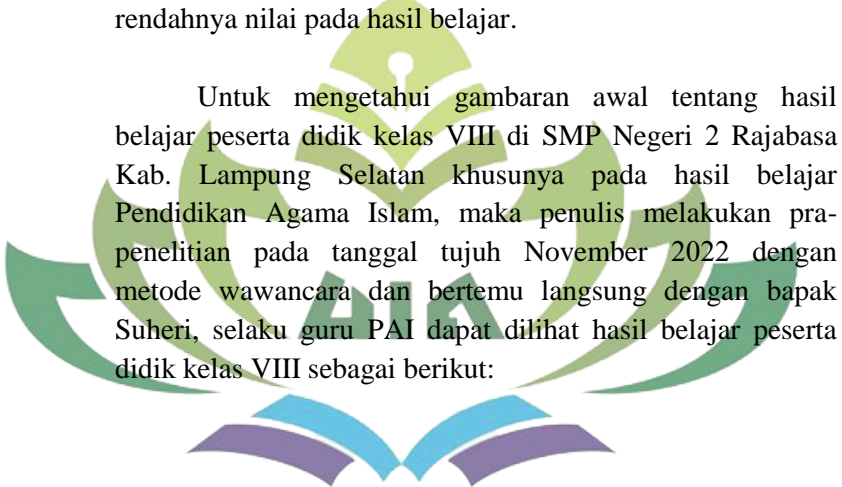 rendahnya nilai pada hasil belajar.
Untuk mengetahui gambaran awal tentang hasil
belajar peserta didik kelas VIII di SMP Negeri 2 Rajabasa
Kab. Lampung Selatan khusunya pada hasil belajar
Pendidikan Agama Islam, maka penulis melakukan pra-
penelitian pada tanggal tujuh November 2022 dengan
metode wawancara dan bertemu langsung dengan bapak
Suheri, selaku guru PAI dapat dilihat hasil belajar peserta
didik kelas VIII sebagai berikut: